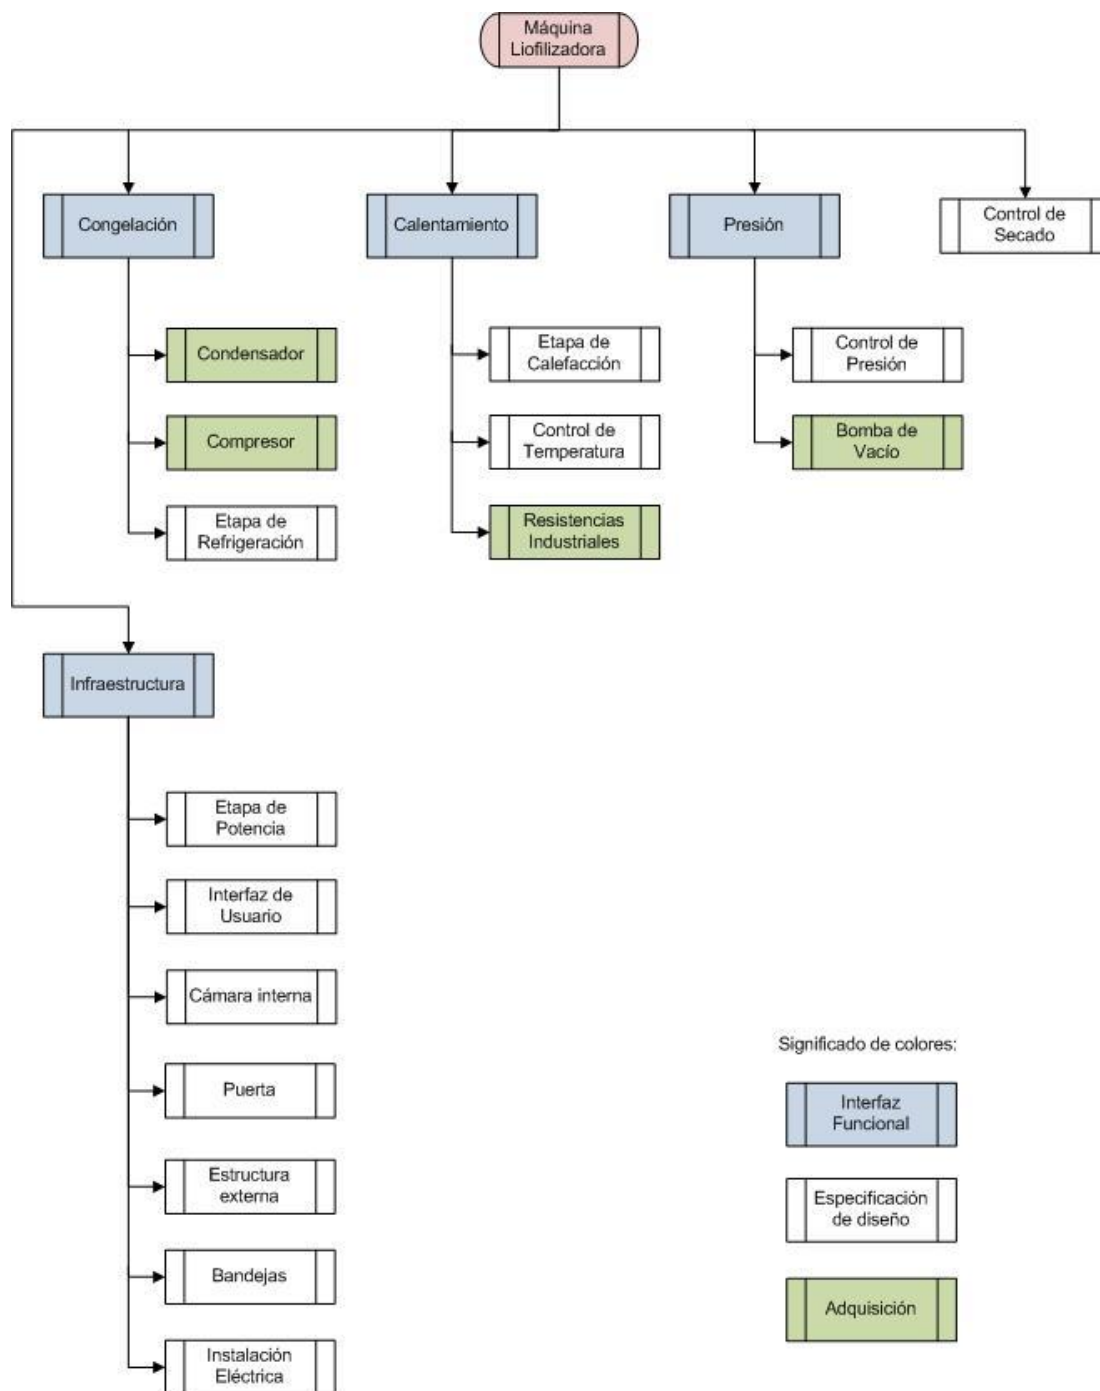 Máquina
Liofilizadora
Congelación
Calentamiento
Presión
Control de
Secado
Condensador
Etapa de
Calefacción
Control de
Presión
Compresor
Control de
Temperatura
Bomba de
Vacío
Etapa de
Refrigeración
Resistencias
Industriales
Infraestructura
Etapa de
Potencia
Interfaz de
Usuario
Cámara interna
Puerta
Estructura
externa
Bandejas
Instalación
Eléctrica
Significado de colores:
Interfaz
Funcional
Especificación
de diseño
Adquisición